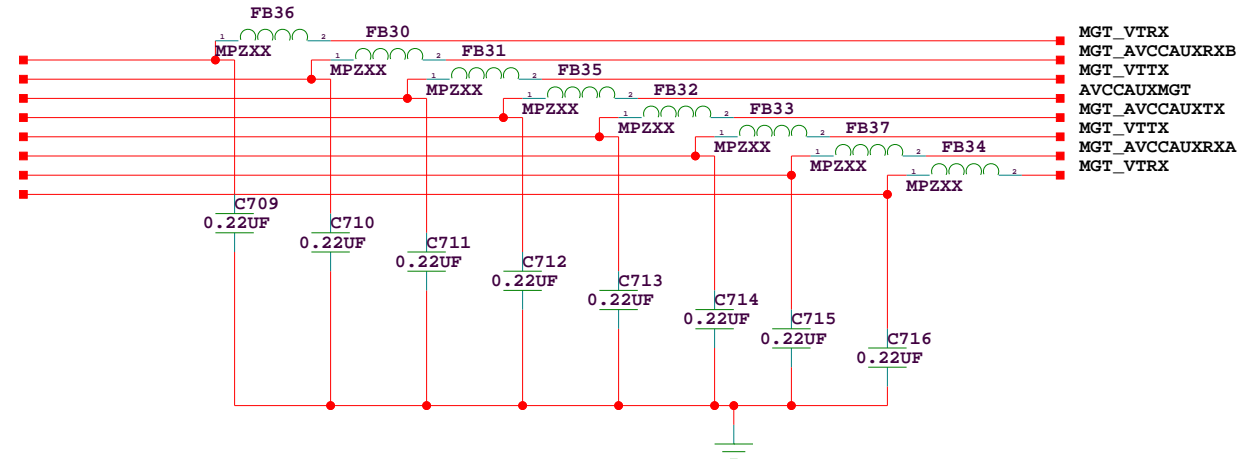 FB36
1 2 FB30 MGT_VTRX
MPZXX 1 2 FB31 MGT_AVCCAUXRXB
MPZXX 1 2 FB35 MGT_VTTX
MPZXX 1 2 FB32 AVCCAUXMGT
MPZXX 1 2 FB33 MGT_AVCCAUXTX
MPZXX 1 2 FB37 MGT_VTTX
MPZXX 1 2 FB34 MGT_AVCCAUXRXA
MPZXX 1 2 MGT_VTRX
MPZXX
C709
0.22UF
C710
0.22UF
C711
0.22UF
C712
0.22UF
C713
0.22UF
C714
0.22UF
C715
0.22UF
C716
0.22UF